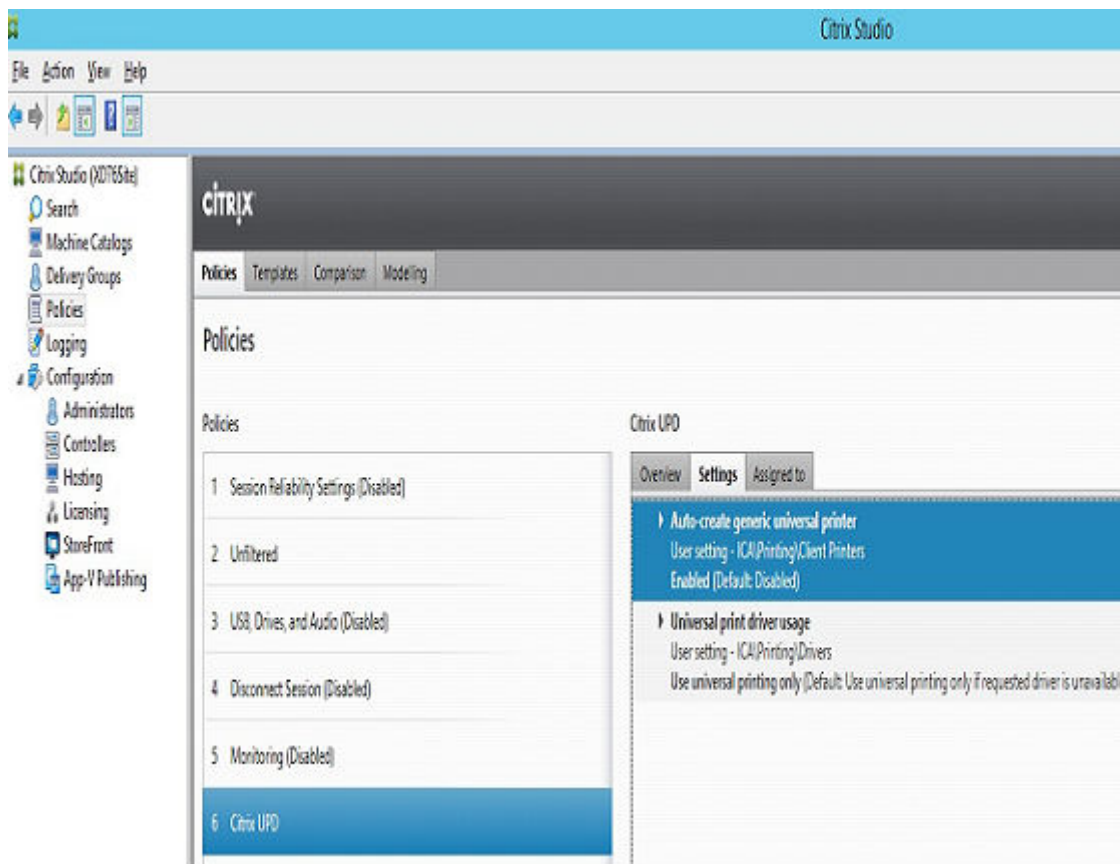 Citrix Studio
File Action View Help
Citrix Studio (XD76Site)
Search
Machine Catalogs
Delivery Groups
Policies
Logging
Configuration
Administrators
Controllers
Hosting
Licensing
StoreFront
App-V Publishing
CITRIX
Policies Templates Comparison Modeling
Policies
Policies
1 Session Reliability Settings (Disabled)
2 Unfiltered
3 USB, Drives, and Audio (Disabled)
4 Disconnect Session (Disabled)
5 Monitoring (Disabled)
6 Citrix UPD
Citrix UPD
Overview Settings Assigned to
Auto-create generic universal printer
User setting - ICA\Printing\Client Printers
Enabled (Default: Disabled)
Universal print driver usage
User setting - ICA\Printing\Drivers
Use universal printing only (Default: Use universal printing only if requested driver is unavailabl